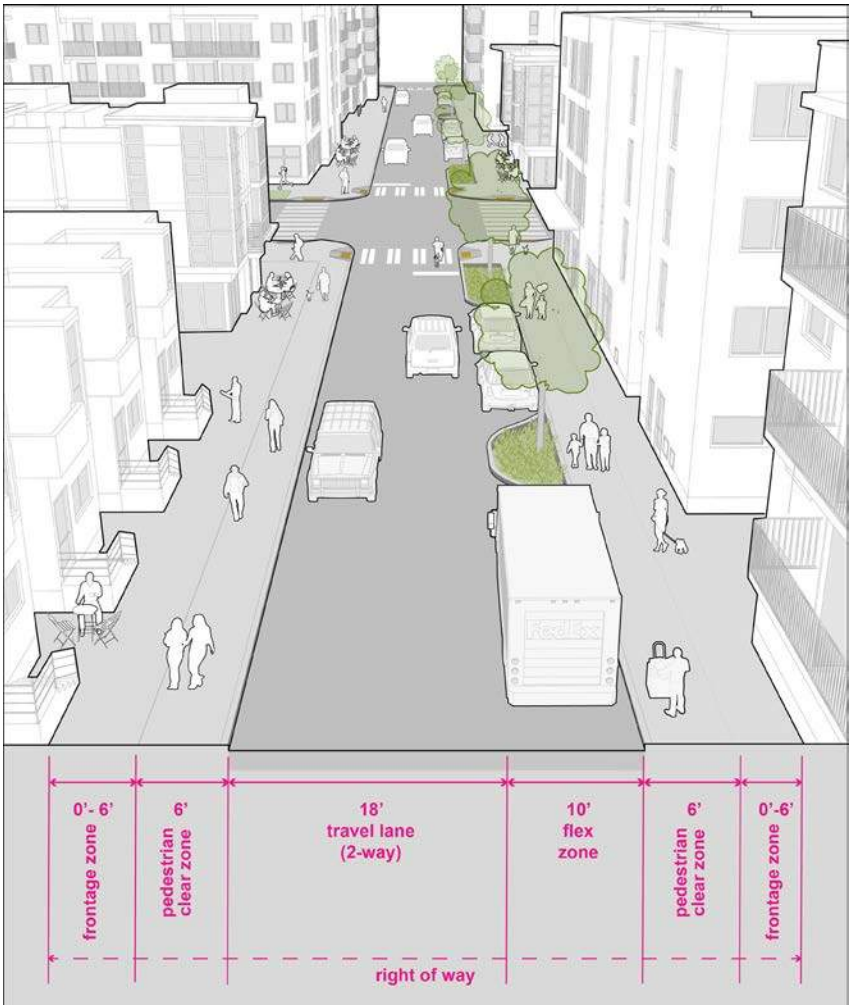 FedEx
0'- 6'
frontage zone
6'
pedestrian
clear zone
18'
travel lane
(2-way)
10'
flex
zone
6'
pedestrian
clear zone
0'-6'
frontage zone
right of way